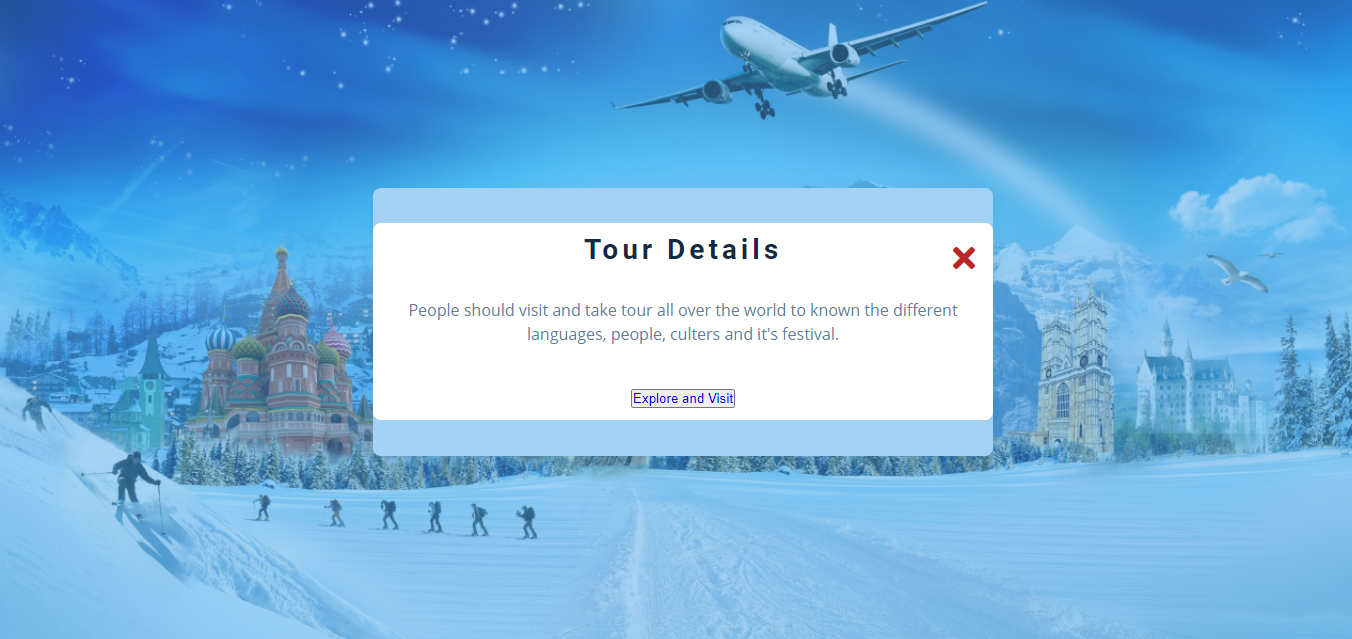 Tour Details
People should visit and take tour all over the world to known the different
languages, people, culters and it's festival.
Explore and Visit